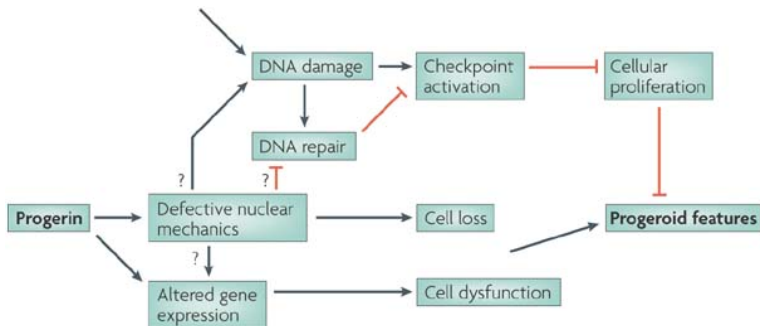 DNA damage
Checkpoint
activation
Cellular
proliferation
DNA repair
?
?
Progerin
Defective nuclear
mechanics
Cell loss
Progeroid features
?
Altered gene
expression
Cell dysfunction